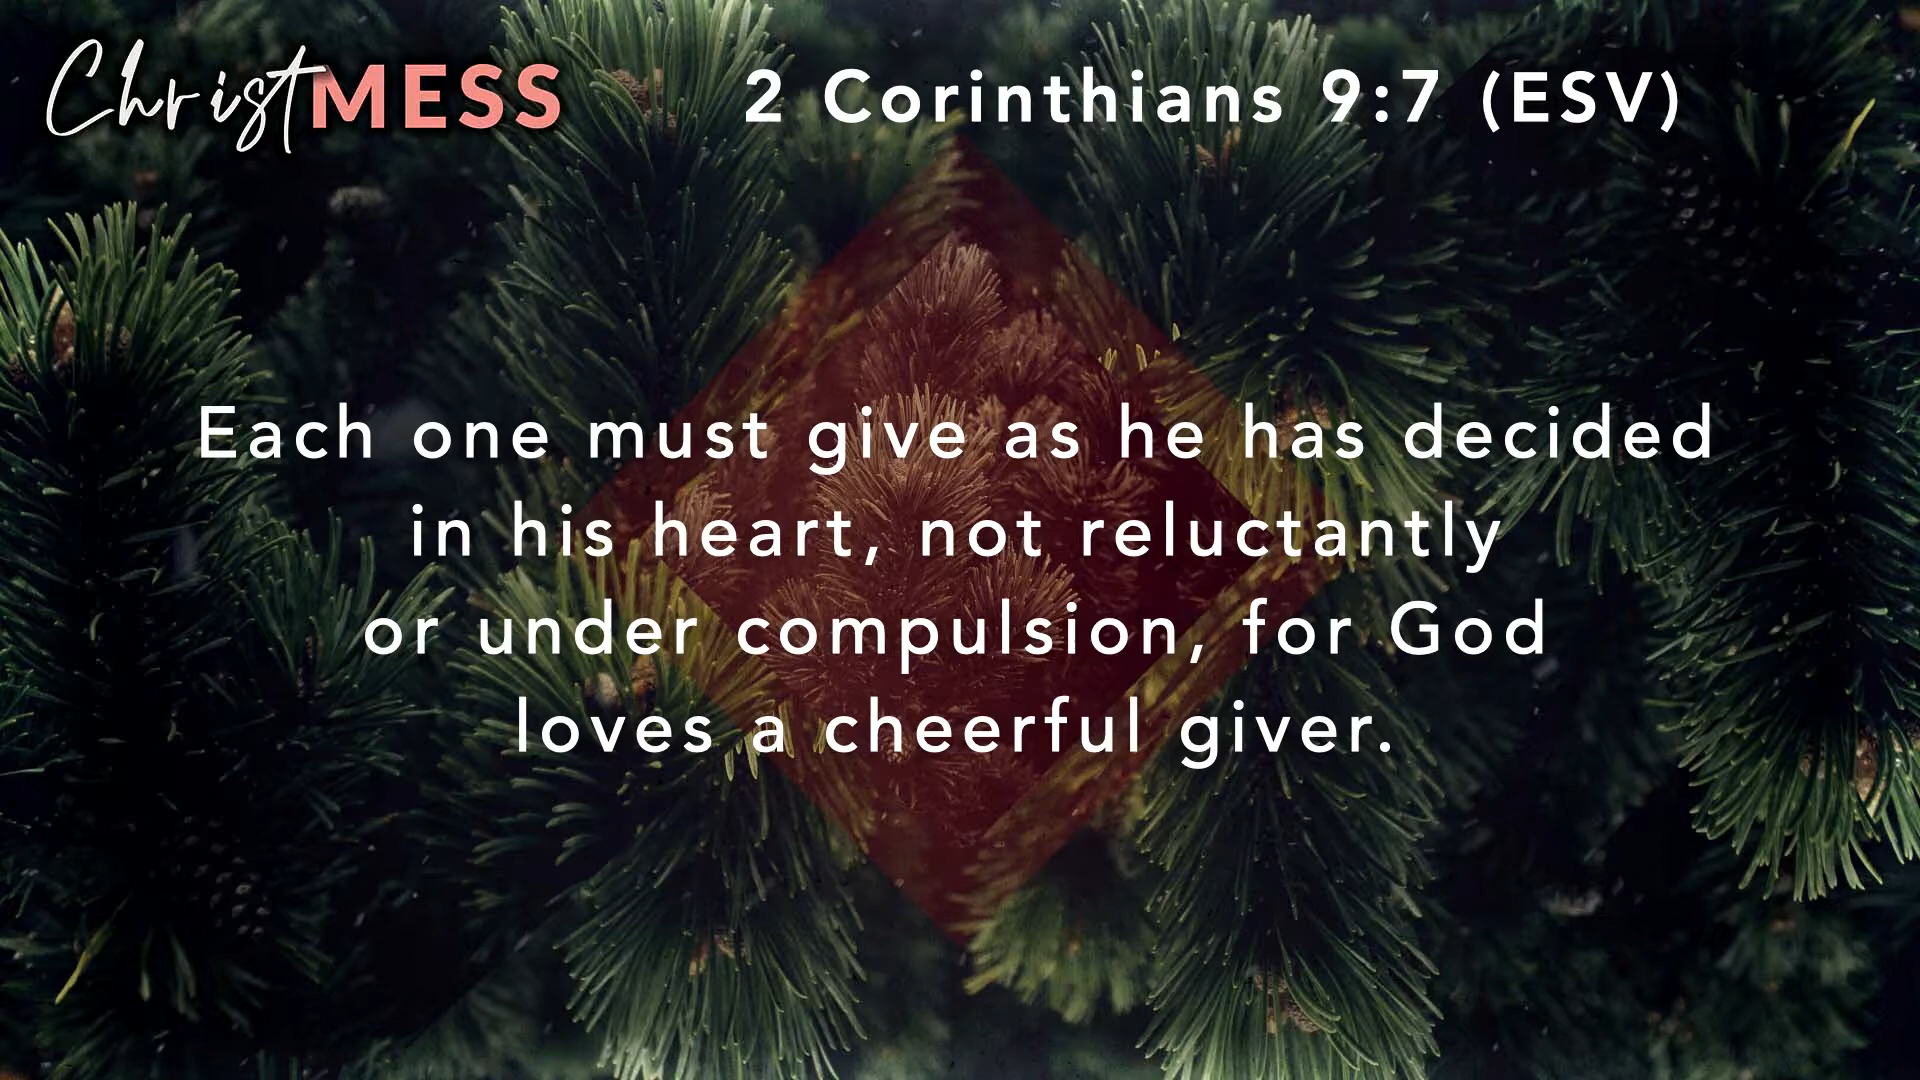 ChristMESS
2 Corinthians 9:7 (ESV)
Each one must give as he has decided
in his heart, not reluctantly
or under compulsion, for God
loves a cheerful giver.